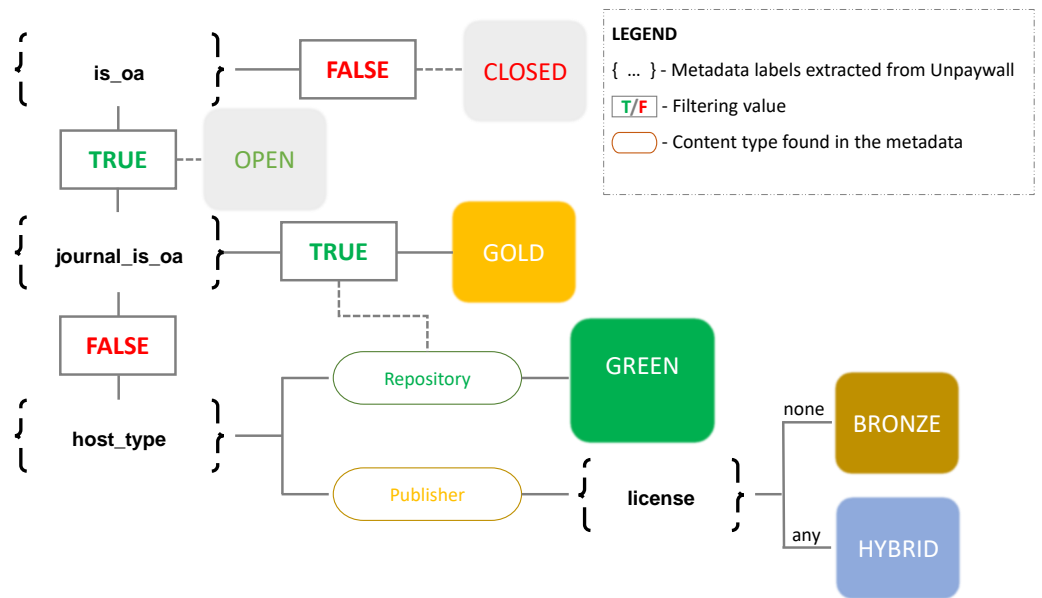 is_oa
FALSE
CLOSED
LEGEND
{ ... } - Metadata labels extracted from Unpaywall
T/F - Filtering value
- Content type found in the metadata
TRUE
OPEN
journal_is_oa
TRUE
GOLD
FALSE
Repository
GREEN
host_type
Publisher
license
none
BRONZE
any
HYBRID